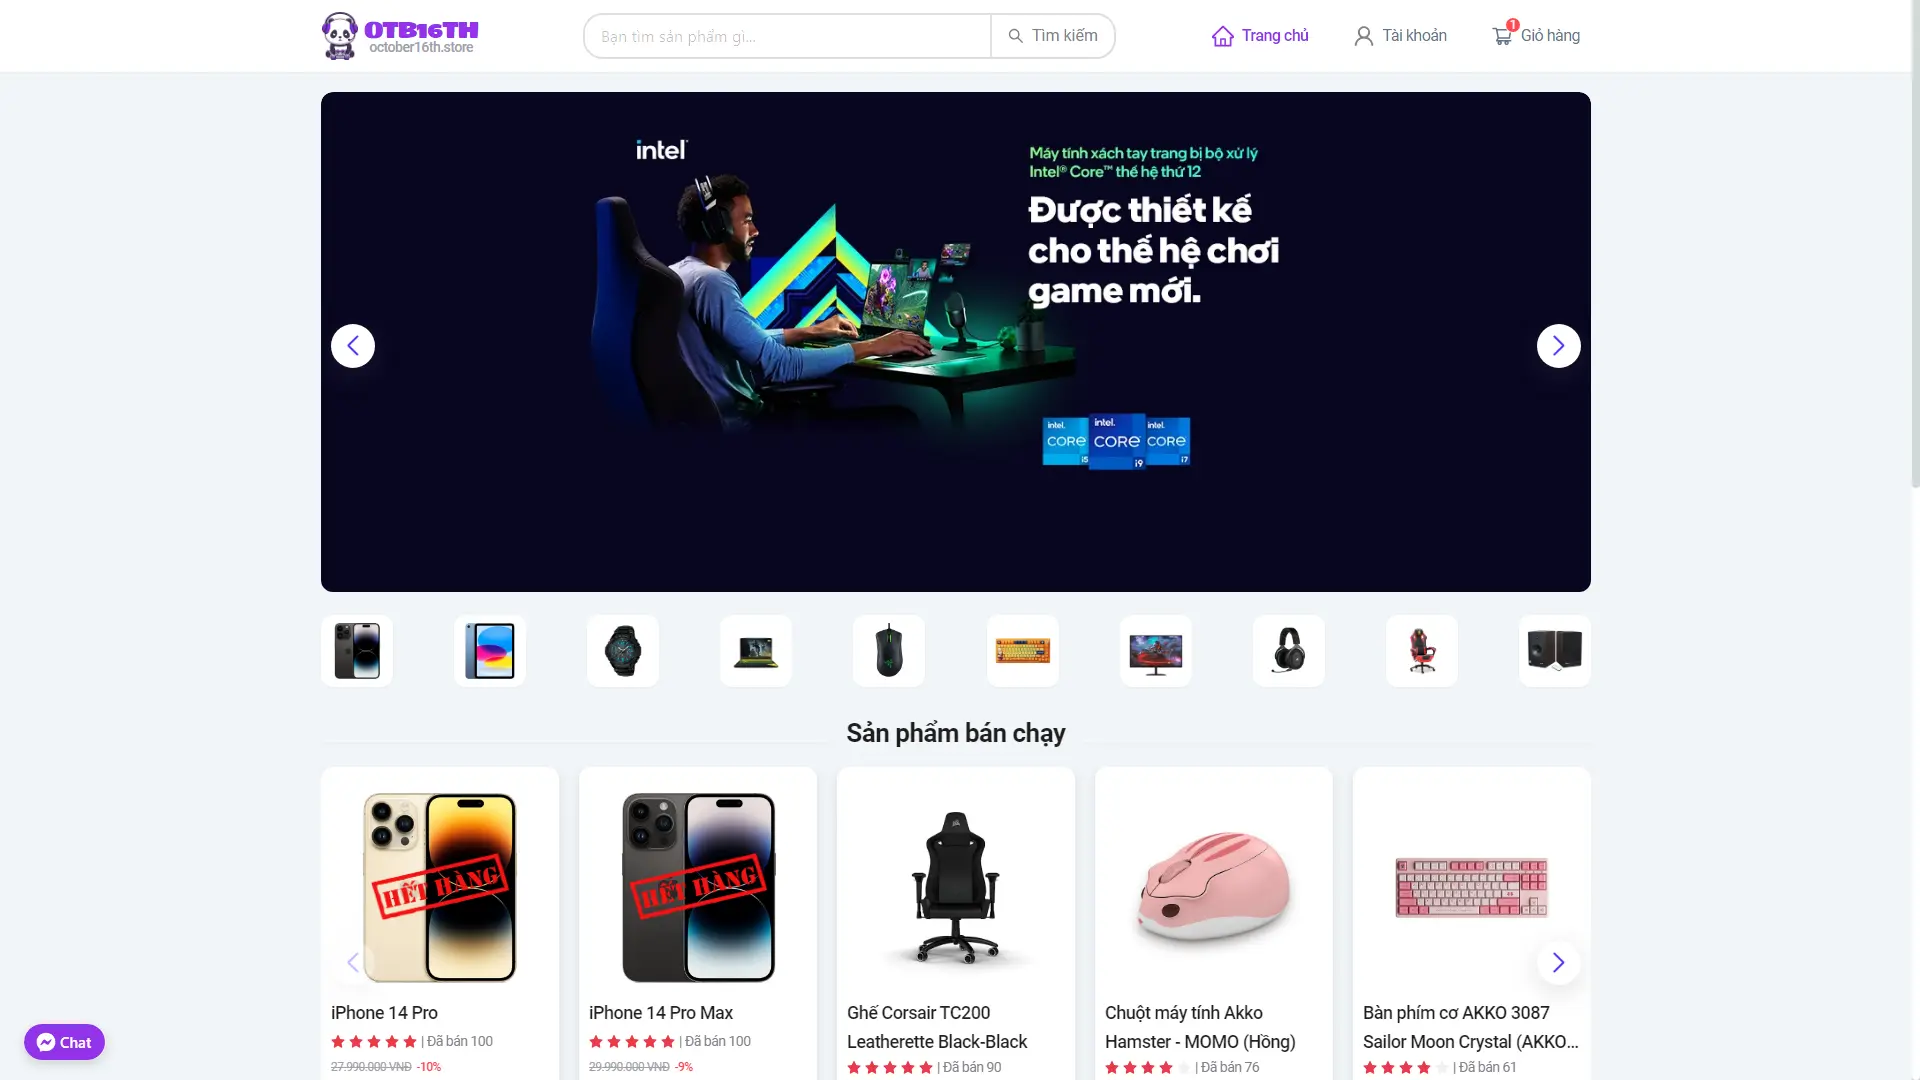 OTB16TH
october16th.store
Bạn tìm sản phẩm gì...
Tìm kiếm
Trang chủ
Tài khoản
1
Giỏ hàng
intel
Máy tính xách tay trang bị bộ xử lý
Intel® Core™ thế hệ thứ 12
Được thiết kế
cho thế hệ chơi
game mới.
intel. CORE i5
intel. CORE i9
intel. CORE i7
Sản phẩm bán chạy
HẾT HÀNG
HẾT HÀNG
iPhone 14 Pro
| Đã bán 100
27.990.000 VNĐ -10%
iPhone 14 Pro Max
| Đã bán 100
29.990.000 VNĐ -9%
Ghế Corsair TC200
Leatherette Black-Black
| Đã bán 90
Chuột máy tính Akko
Hamster - MOMO (Hồng)
| Đã bán 76
Bàn phím cơ AKKO 3087
Sailor Moon Crystal (AKKO...
| Đã bán 61
Chat